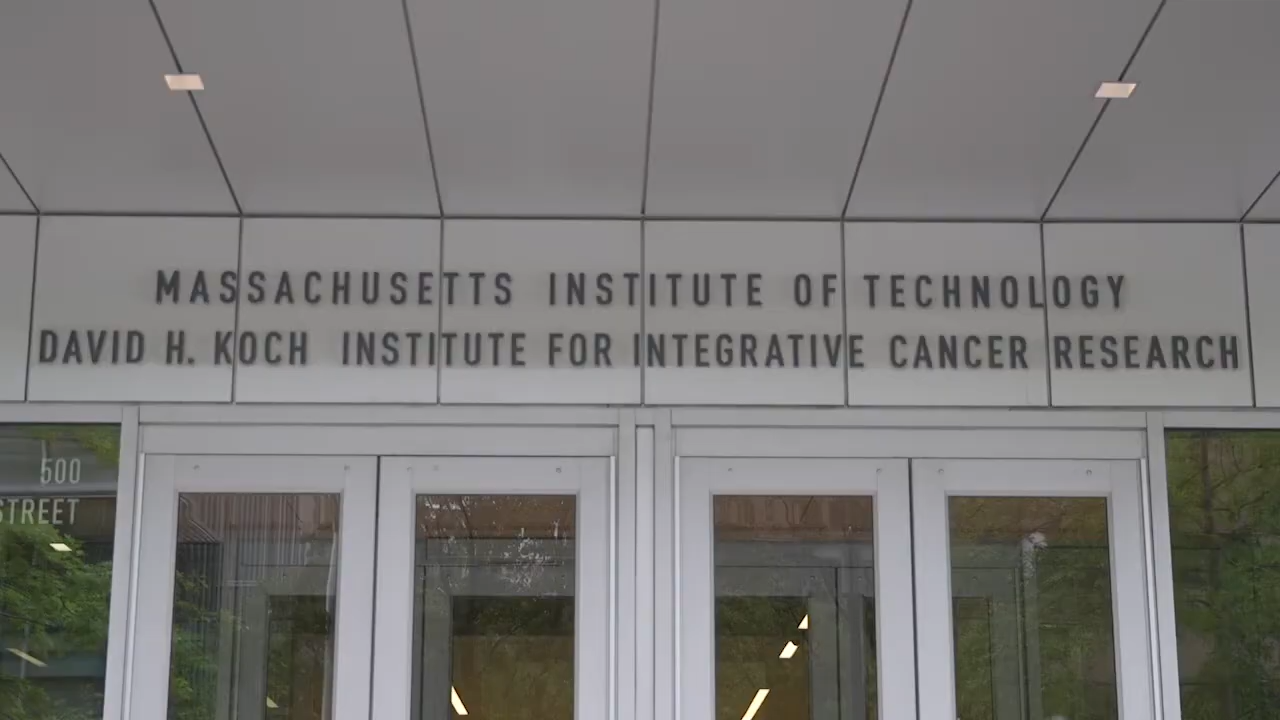 MASSACHUSETTS INSTITUTE OF TECHNOLOGY
DAVID H. KOCH INSTITUTE FOR INTEGRATIVE CANCER RESEARCH
500
STREET